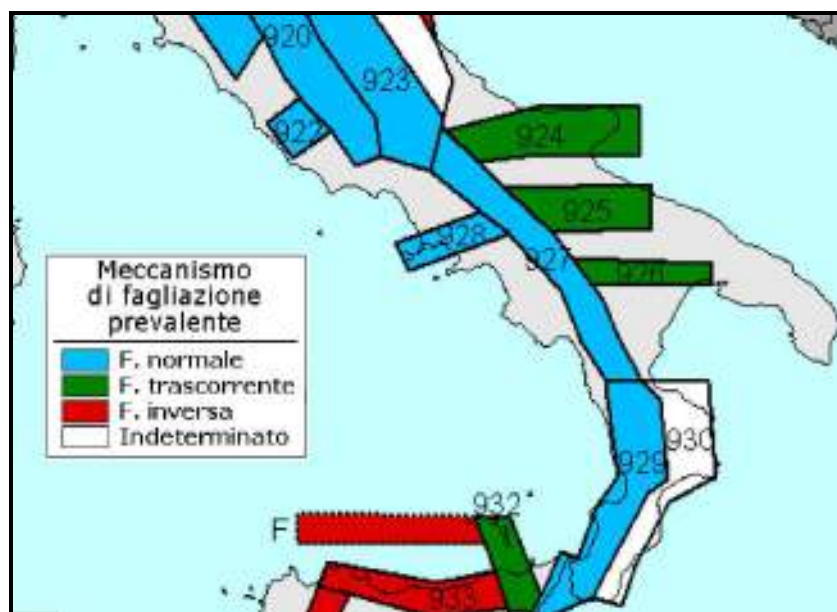 920
923
922
924
925
928
927
926
Meccanismo
di fagliazione
prevalente
F. normale
F. trascorrente
F. inversa
Indeterminato
930
929
932
F
933